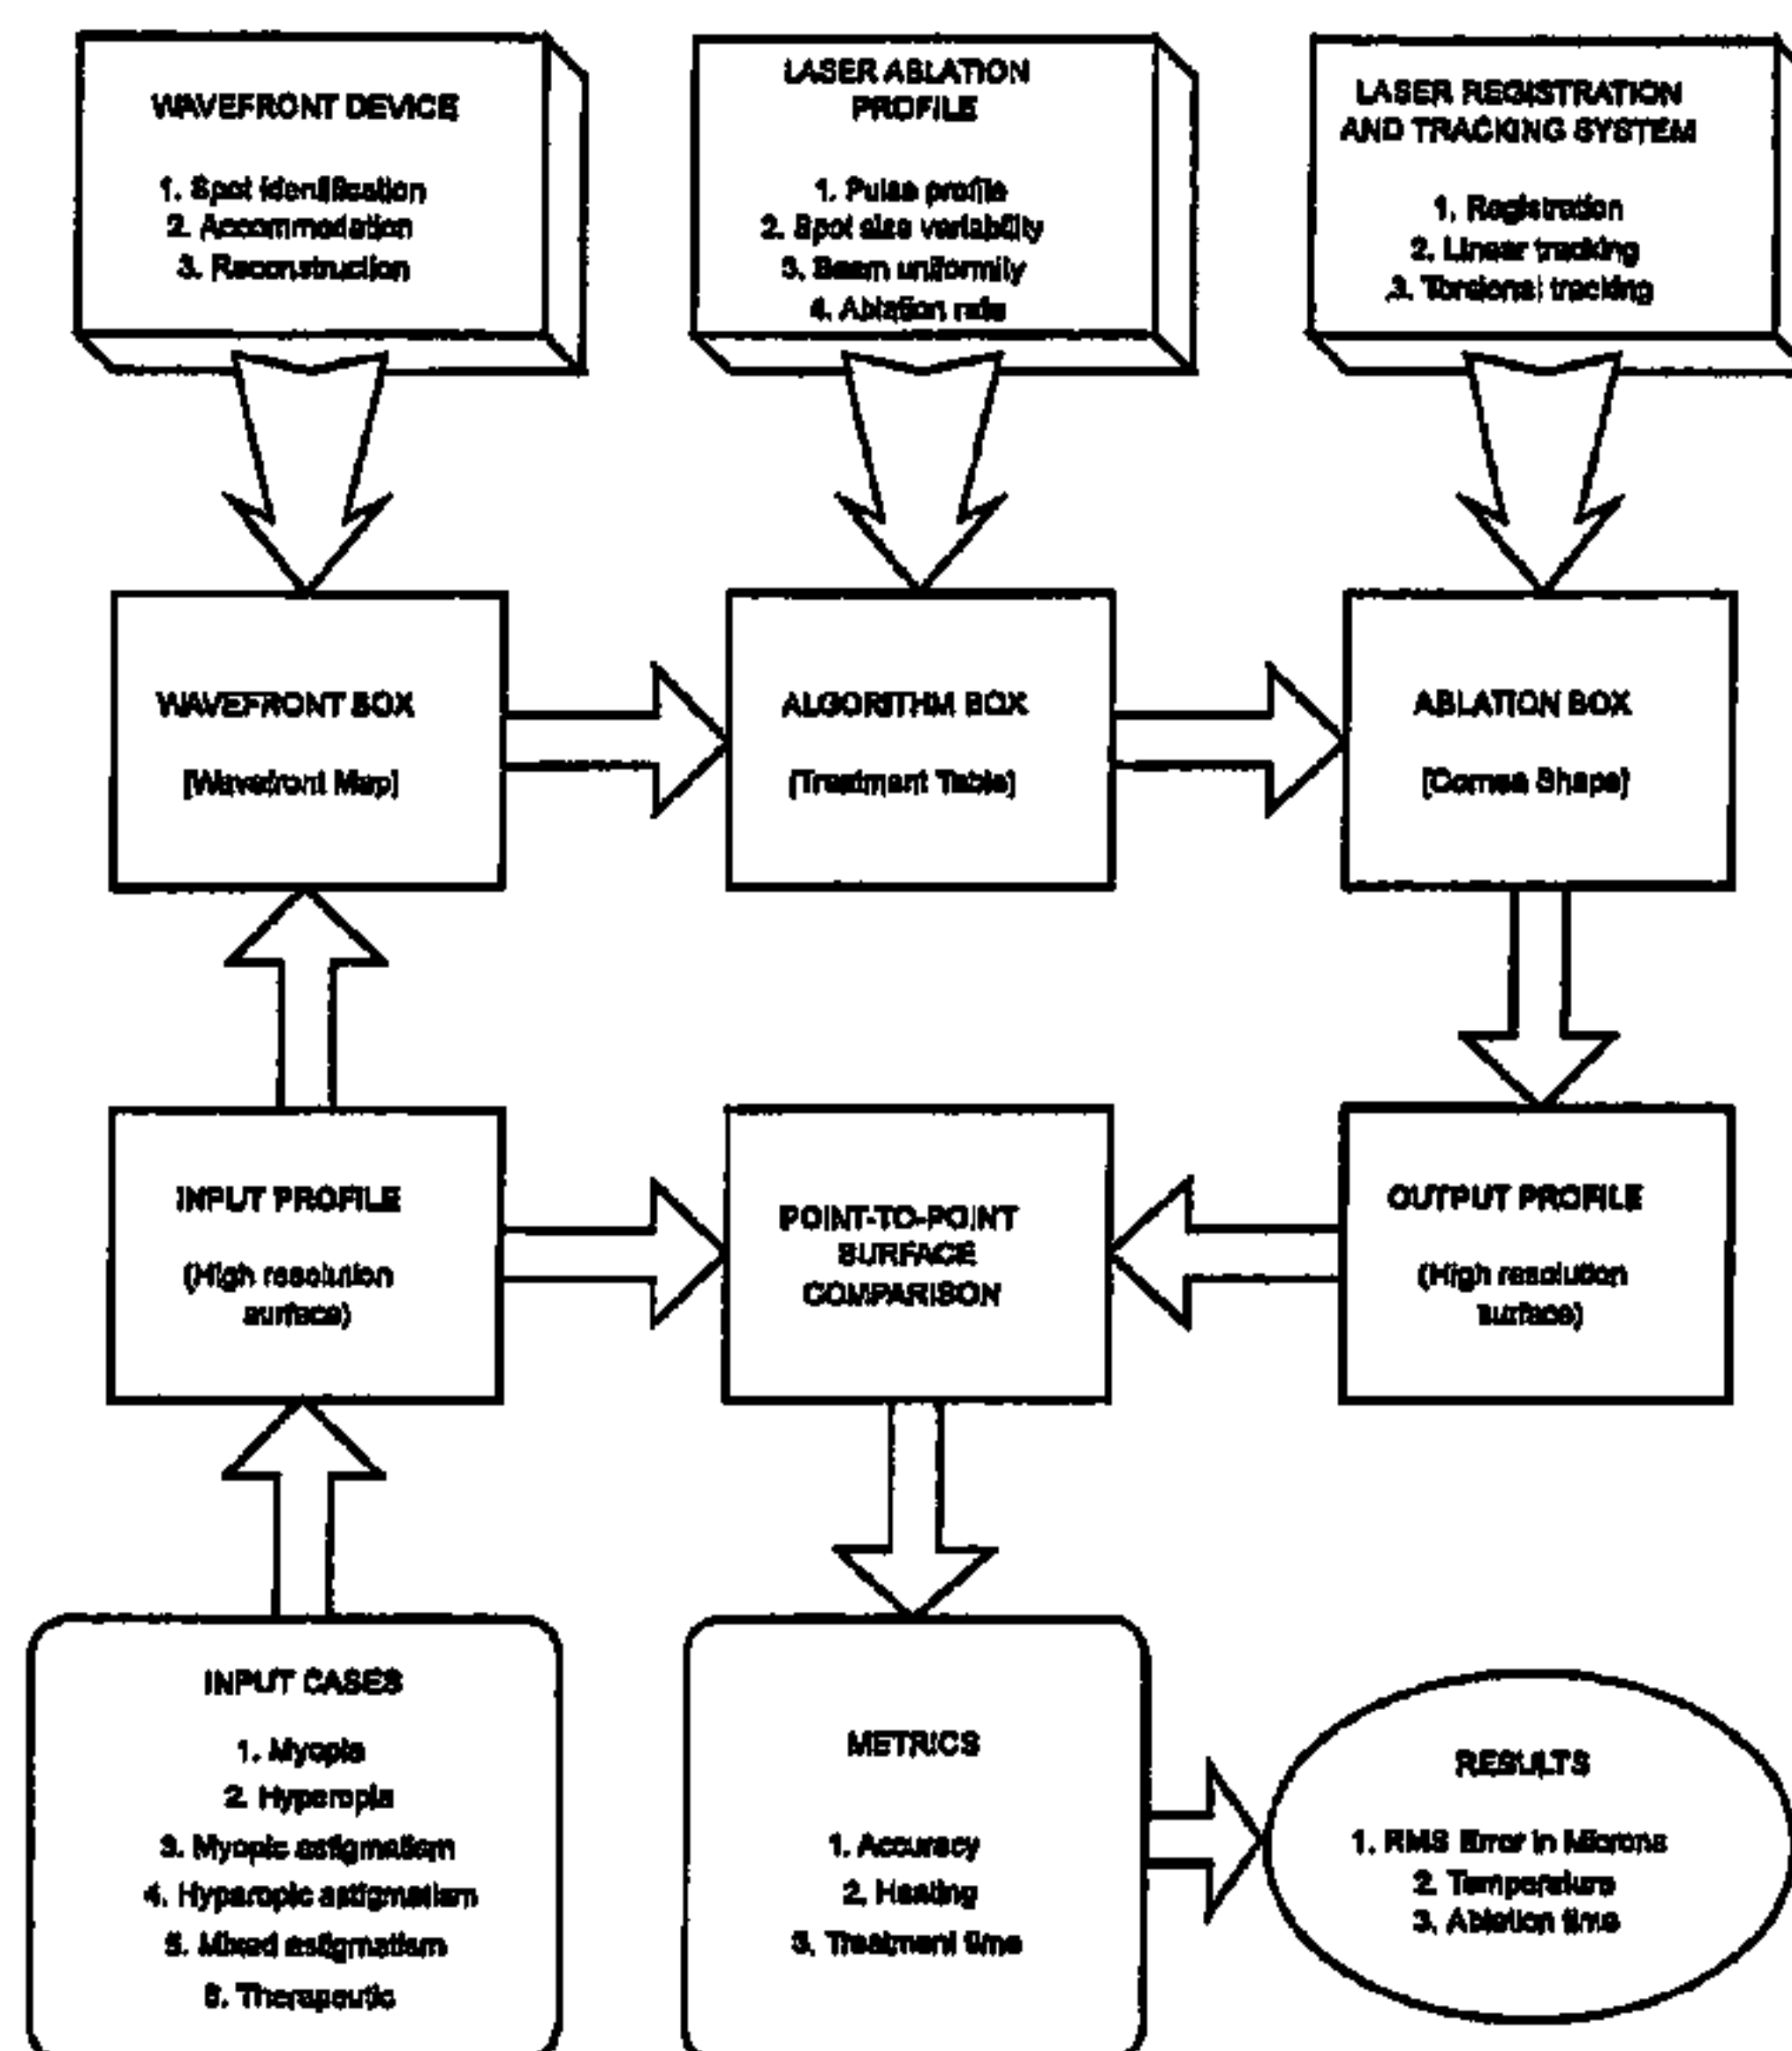 WAVEFRONT DEVICE
1. Spot identification
2. Accommodation
3. Reconstruction
LASER ABLATION
PROFILE
1. Pulse profile
2. Spot size variability
3. Beam uniformity
4. Ablation rate
LASER REGISTRATION
AND TRACKING SYSTEM
1. Registration
2. Linear tracking
3. Torsional tracking
WAVEFRONT BOX
[Wavefront Map]
ALGORITHM BOX
(Treatment Table)
ABLATION BOX
[Cornea Shape]
INPUT PROFILE
(High resolution
surface)
POINT-TO-POINT
SURFACE
COMPARISON
OUTPUT PROFILE
(High resolution
surface)
INPUT CASES
1. Myopia
2. Hyperopia
3. Myopic astigmatism
4. Hyperopic astigmatism
5. Mixed astigmatism
6. Therapeutic
METRICS
1. Accuracy
2. Heating
3. Treatment time
RESULTS
1. RMS Error in Microns
2. Temperature
3. Ablation time